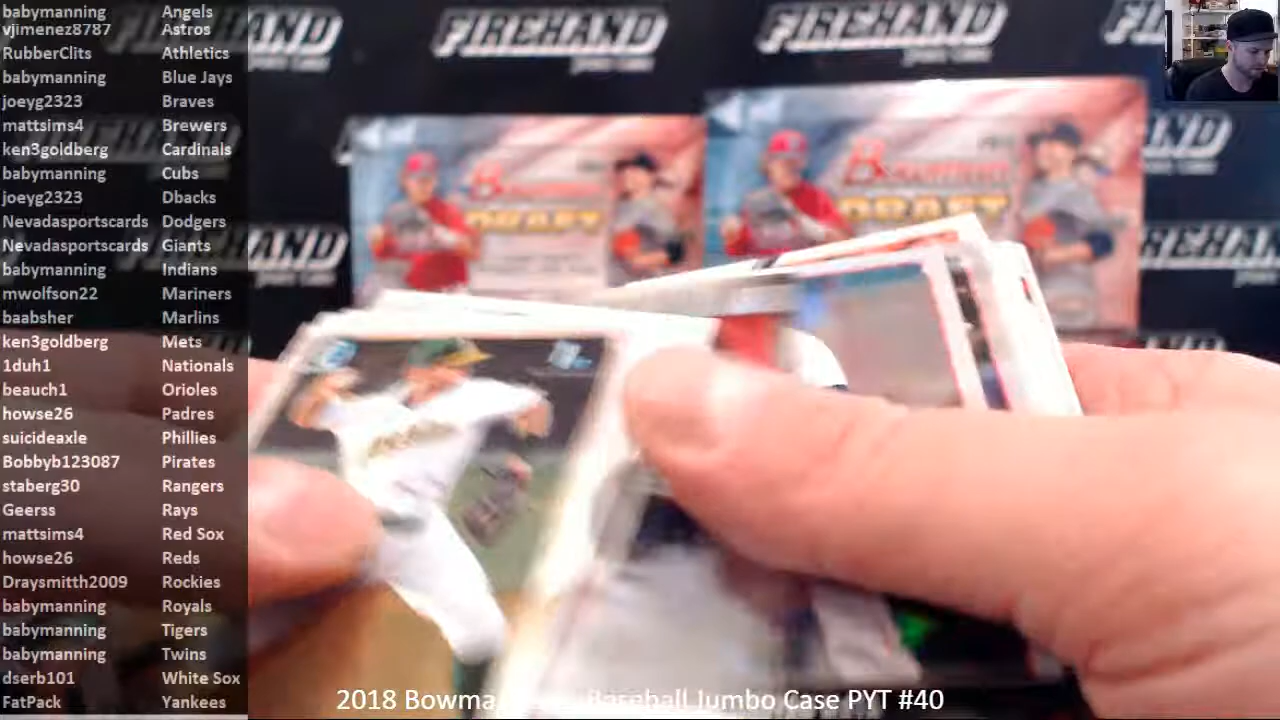 babymanning Angels
vjimenez8787 Astros
RubberClits Athletics
babymanning Blue Jays
joeyg2323 Braves
mattsims4 Brewers
ken3goldberg Cardinals
babymanning Cubs
joeyg2323 Dbacks
Nevadasportscards Dodgers
Nevadasportscards Giants
babymanning Indians
mwolfson22 Mariners
baabsher Marlins
ken3goldberg Mets
1duh1 Nationals
beauch1 Orioles
howse26 Padres
suicideaxle Phillies
Bobbyb123087 Pirates
staberg30 Rangers
Geerss Rays
mattsims4 Red Sox
howse26 Reds
Draysmitth2009 Rockies
babymanning Royals
babymanning Tigers
babymanning Twins
dserb101 White Sox
FatPack Yankees
FIREHAND
FIREHAND
FIREHAND
Bowman
DRAFT
Bowman
DRAFT
2018 Bowma Baseball Jumbo Case PYT #40